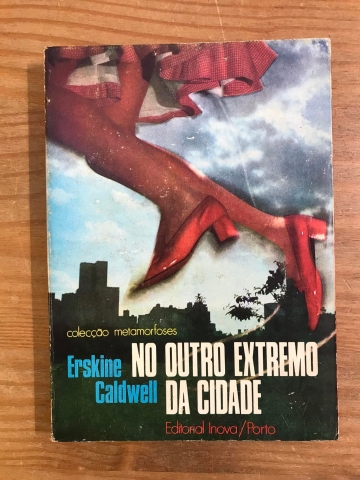 colecção metamorfoses
Erskine Caldwell
NO OUTRO EXTREMO
DA CIDADE
Editorial Inova/Porto